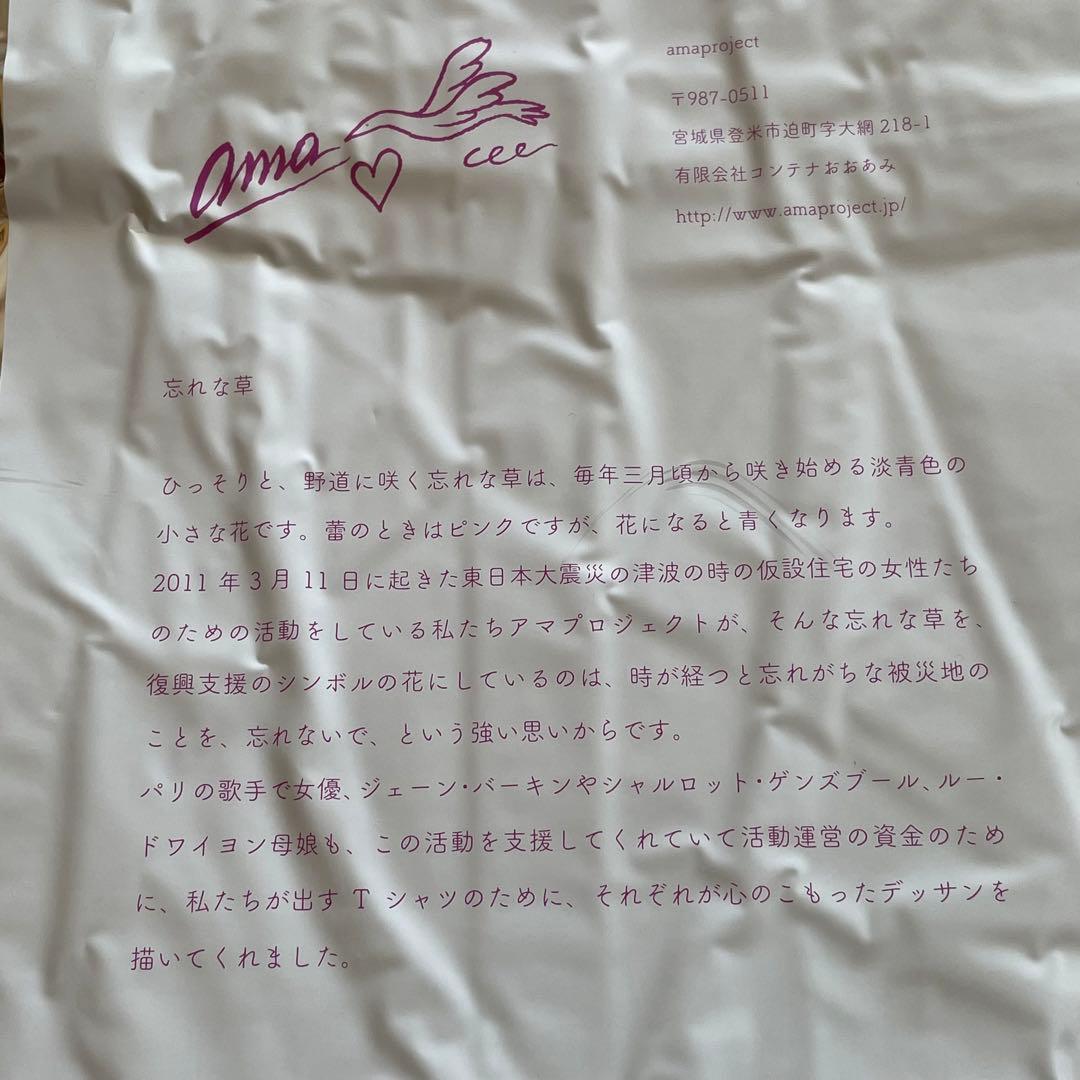 ama
amaproject
〒987-0511
宮城県登米市迫町字大網 218-1
有限会社コンテナおおあみ
http://www.amaproject.jp/
忘れな草
ひっそりと、野道に咲く忘れな草は、毎年三月頃から咲き始める淡青色の
小さな花です。蕾のときはピンクですが、花になると青くなります。
2011 年 3 月 11 日に起きた東日本大震災の津波の時の仮設住宅の女性たち
のための活動をしている私たちアマプロジェクトが、そんな忘れな草を、
復興支援のシンボルの花にしているのは、時が経つと忘れがちな被災地の
ことを、忘れないで、という強い思いからです。
パリの歌手で女優、ジェーン・バーキンやシャルロット・ゲンズブール、ルー・
ドワイヨン母娘も、この活動を支援してくれていて活動運営の資金のため
に、私たちが出す T シャツのために、それぞれが心のこもったデッサンを
描いてくれました。